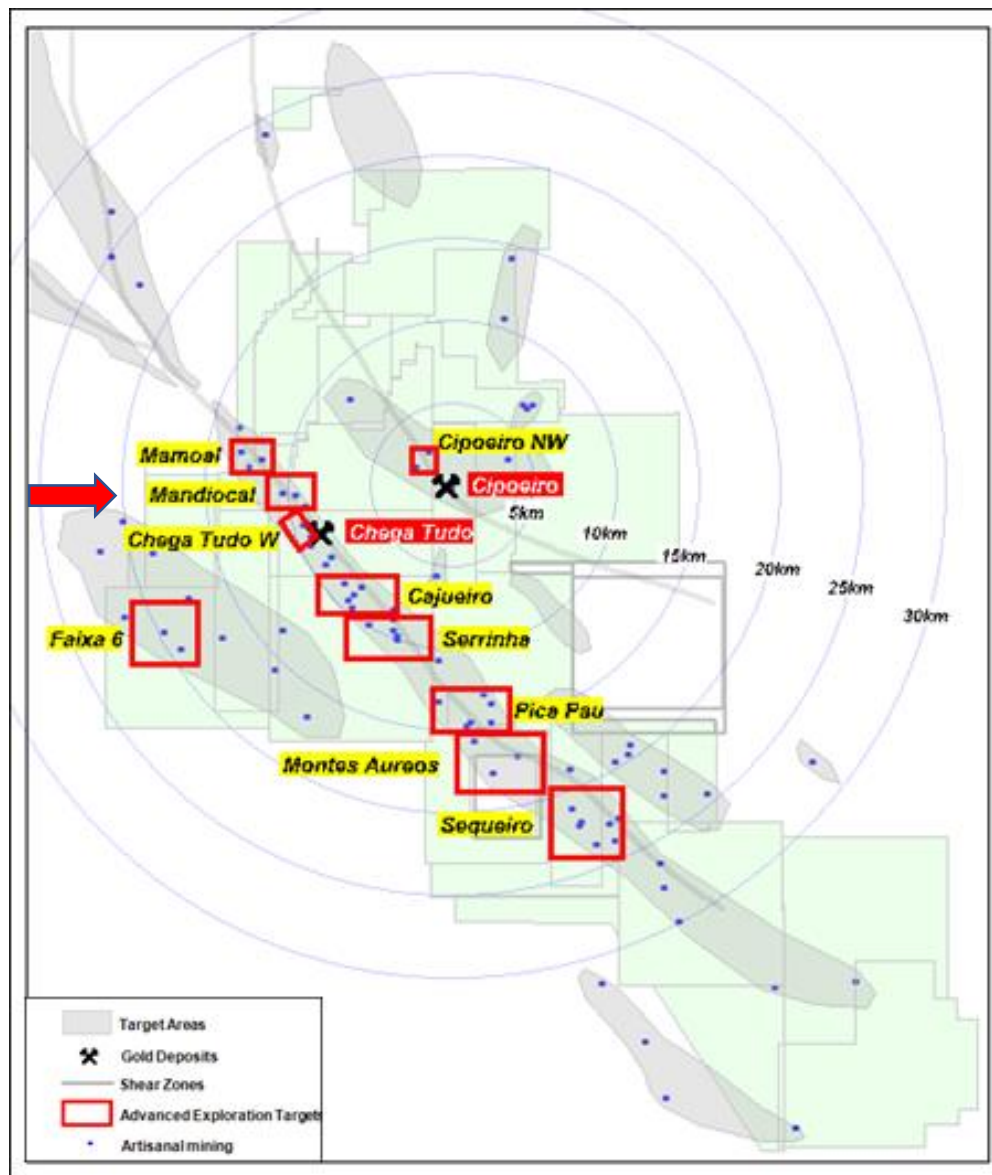 Mamoal
Cipoeiro NW
Mandiocal
Cipoeiro
Chega Tudo W
Chega Tudo
5km
10km
15km
20km
25km
30km
Cajueiro
Faixa 6
Serrinha
Pica Pau
Montes Aureos
Sequeiro
Target Areas
Gold Deposits
Shear Zones
Advanced Exploration Targets
Artisanal mining